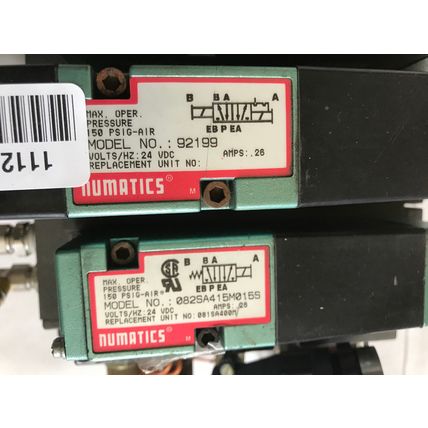 1112
B BA A
EB P EA
MAX. OPER.
PRESSURE
150 PSIG-AIR
MODEL NO.: 92199
VOLTS/HZ: 24 VDC AMPS: .26
REPLACEMENT UNIT NO:
NUMATICS®
M
B BA A
EB P EA
MAX. OPER.
PRESSURE
150 PSIG-AIR
MODEL NO.: 082SA415M015S
VOLTS/HZ: 24 VDC AMPS: .26
REPLACEMENT UNIT NO: 081SA400M
NUMATICS®
M